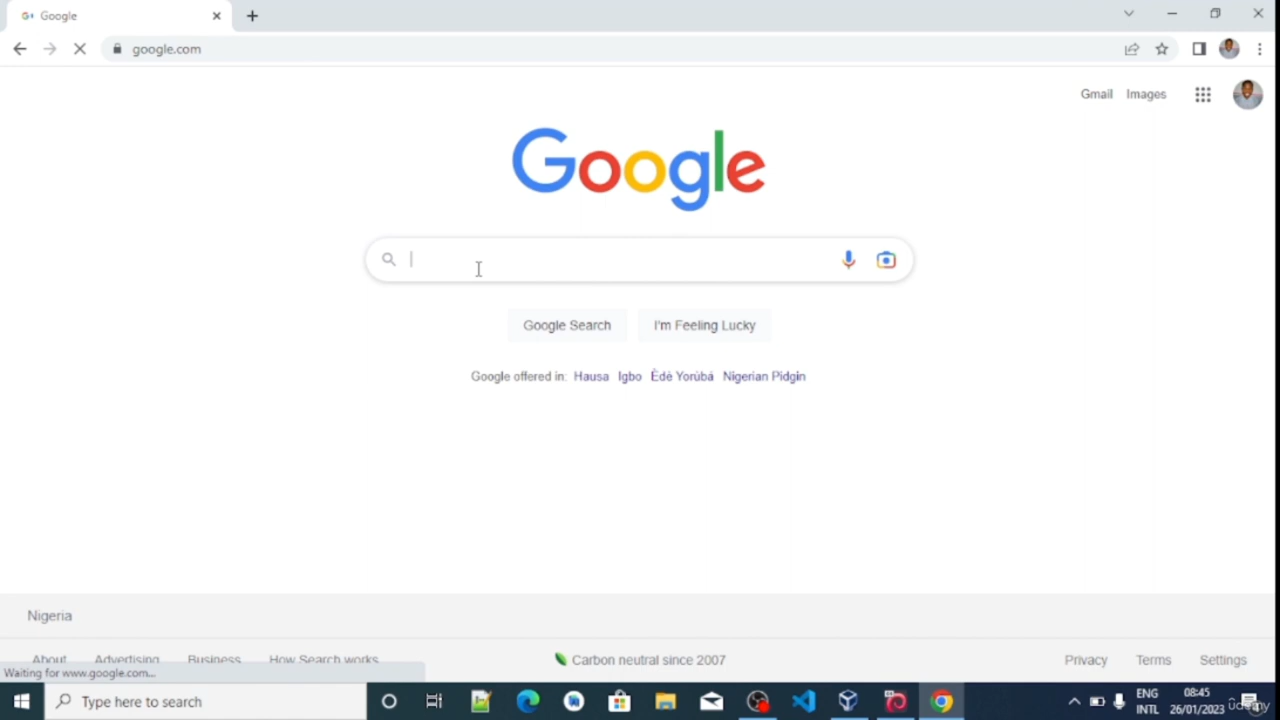 Google
google.com
Gmail Images
Google
Google Search I'm Feeling Lucky
Google offered in: Hausa Igbo Èdè Yorùbá Nigerian Pidgin
Nigeria
About Advertising Business How Search works Carbon neutral since 2007 Privacy Terms Settings
Waiting for www.google.com...
Type here to search
ENG
INTL
08:45
26/01/2023
ûdemy